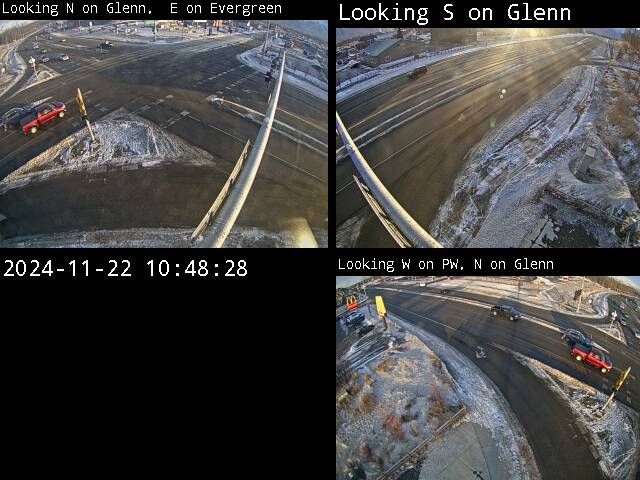 Looking N on Glenn,  E on Evergreen
Looking S on Glenn
2024-11-22 10:48:28
Looking W on PW, N on Glenn